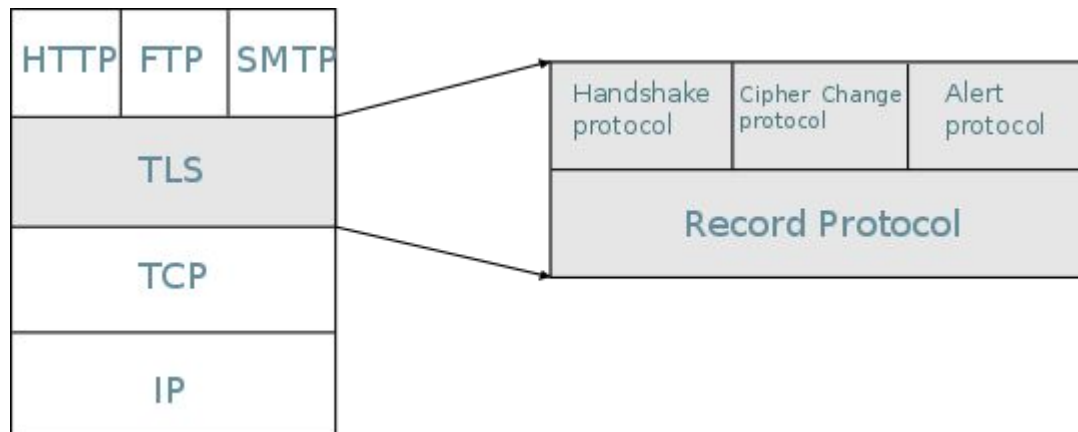 HTTP FTP SMTP
TLS
TCP
IP
Handshake
protocol
Cipher Change
protocol
Alert
protocol
Record Protocol